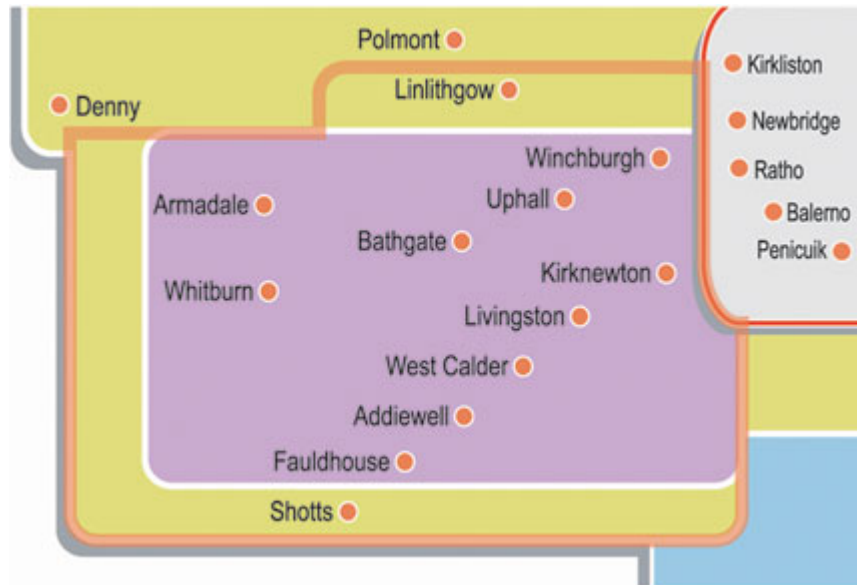 Polmont
Kirkliston
Linlithgow
Denny
Newbridge
Winchburgh
Ratho
Uphall
Armadale
Balerno
Bathgate
Penicuik
Kirknewton
Whitburn
Livingston
West Calder
Addiewell
Fauldhouse
Shotts